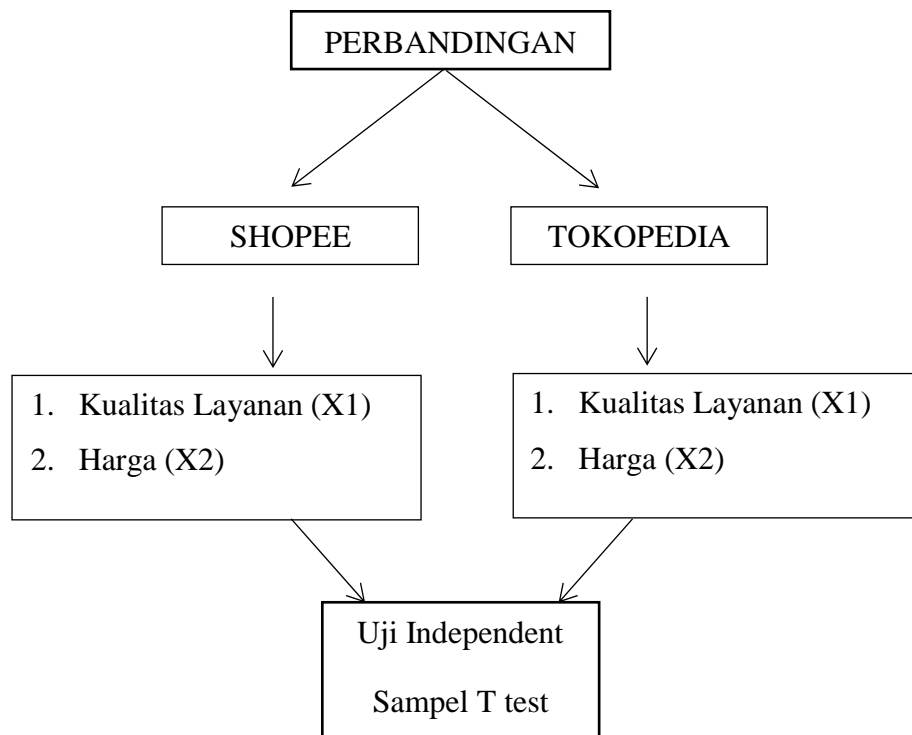 PERBANDINGAN
SHOPEE
TOKOPEDIA
1. Kualitas Layanan (X1)
2. Harga (X2)
1. Kualitas Layanan (X1)
2. Harga (X2)
Uji Independent
Sampel T test